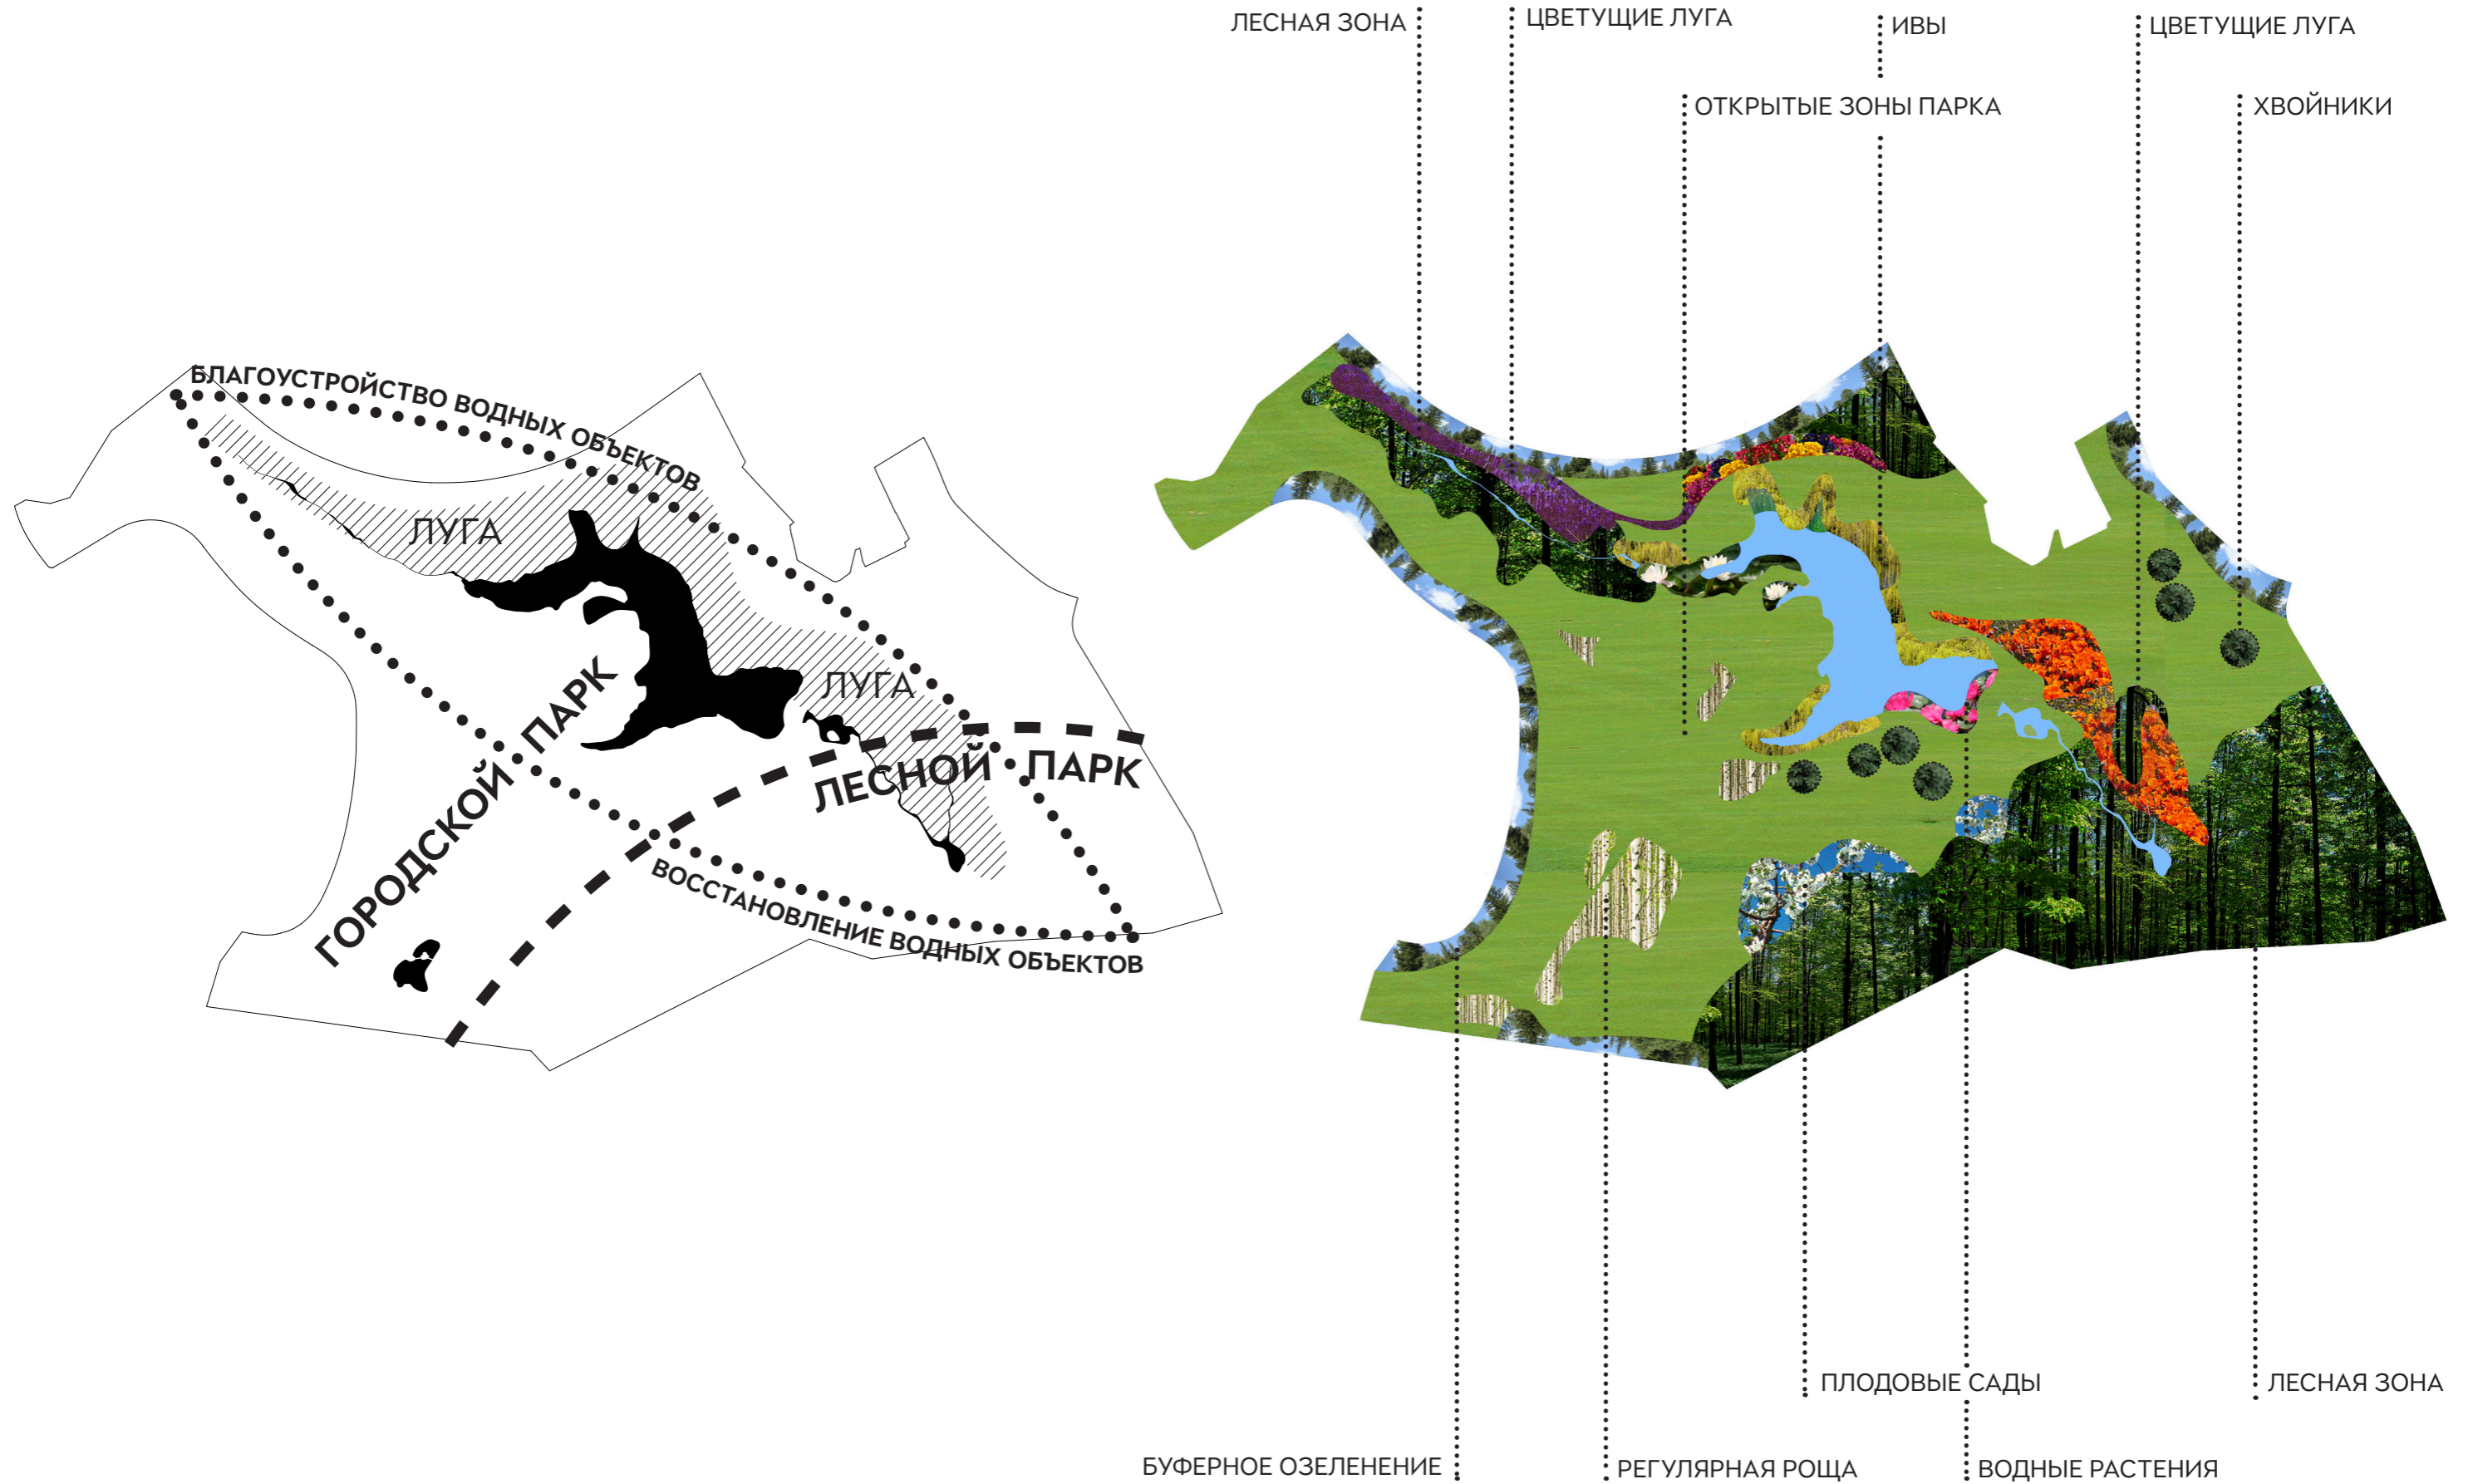 ЛЕСНАЯ ЗОНА
ЦВЕТУЩИЕ ЛУГА
ИВЫ
ЦВЕТУЩИЕ ЛУГА
ОТКРЫТЫЕ ЗОНЫ ПАРКА
ХВОЙНИКИ
БЛАГОУСТРОЙСТВО ВОДНЫХ ОБЪЕКТОВ
ЛУГА
ЛУГА
ГОРОДСКОЙ ПАРК
ЛЕСНОЙ ПАРК
ВОССТАНОВЛЕНИЕ ВОДНЫХ ОБЪЕКТОВ
ПЛОДОВЫЕ САДЫ
ЛЕСНАЯ ЗОНА
БУФЕРНОЕ ОЗЕЛЕНЕНИЕ
РЕГУЛЯРНАЯ РОЩА
ВОДНЫЕ РАСТЕНИЯ